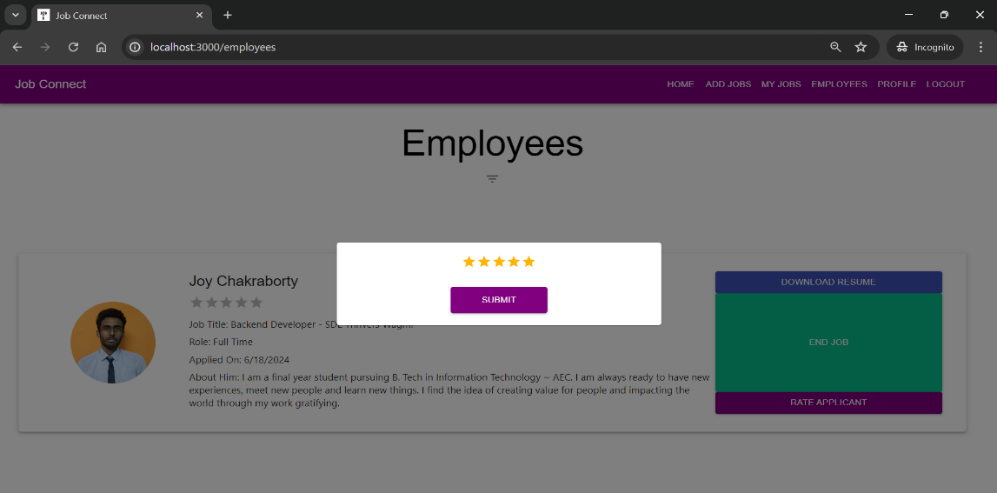 Job Connect
localhost:3000/employees
Incognito
Job Connect
HOME ADD JOBS MY JOBS EMPLOYEES PROFILE LOGOUT
Employees
SUBMIT
Joy Chakraborty
Job Title: Backend Developer - SDE
Role: Full Time
Applied On: 6/18/2024
About Him: I am a final year student pursuing B. Tech in Information Technology ~ AEC. I am always ready to have new
experiences, meet new people and learn new things. I find the idea of creating value for people and impacting the
world through my work gratifying.
DOWNLOAD RESUME
END JOB
RATE APPLICANT